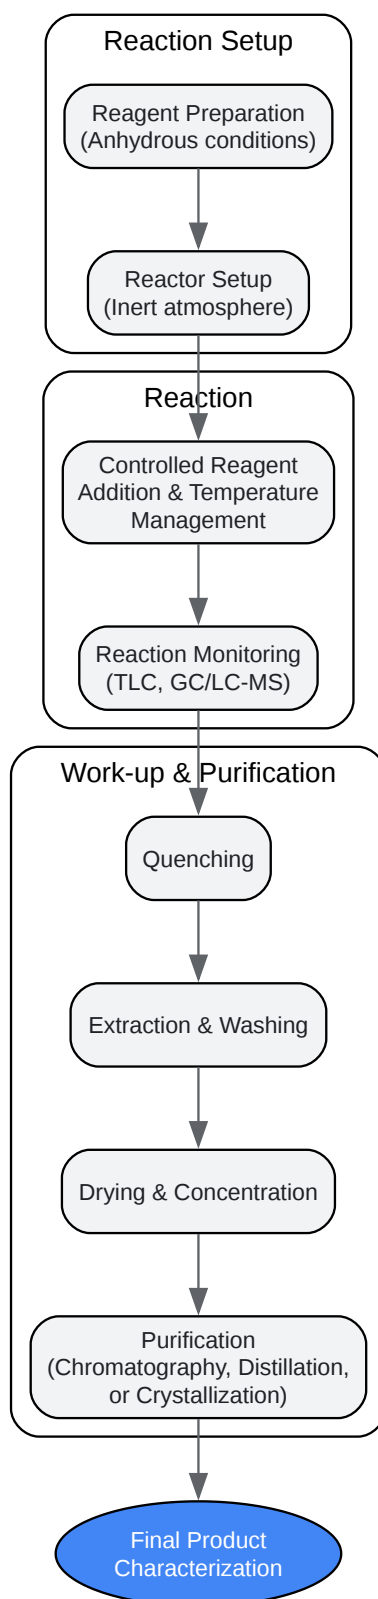 Reaction Setup
Reagent Preparation
(Anhydrous conditions)
Reactor Setup
(Inert atmosphere)
Reaction
Controlled Reagent
Addition & Temperature
Management
Reaction Monitoring
(TLC, GC/LC-MS)
Work-up & Purification
Quenching
Extraction & Washing
Drying & Concentration
Purification
(Chromatography, Distillation,
or Crystallization)
Final Product
Characterization